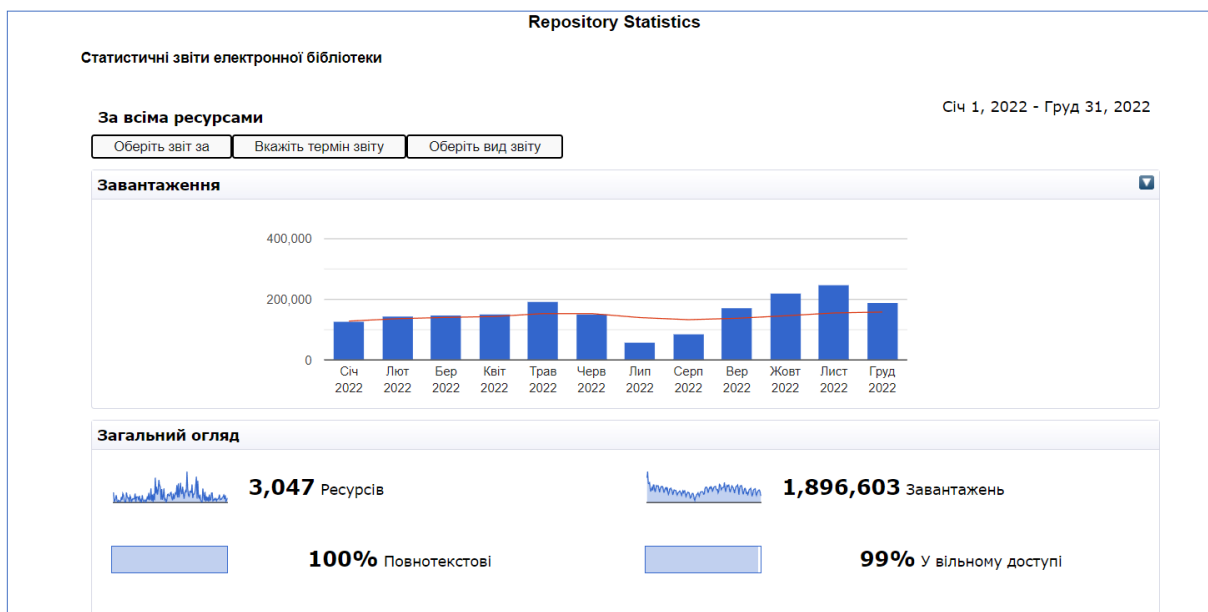 Repository Statistics
Статистичні звіти електронної бібліотеки
Січ 1, 2022 - Груд 31, 2022
За всіма ресурсами
Оберіть звіт за Вкажіть термін звіту Оберіть вид звіту
Завантаження
400,000
200,000
0
Січ Лют Бер Квіт Трав Черв Лип Серп Вер Жовт Лист Груд
2022 2022 2022 2022 2022 2022 2022 2022 2022 2022 2022 2022
Загальний огляд
3,047 Ресурсів 1,896,603 Завантажень
100% Повнотекстові 99% У вільному доступі